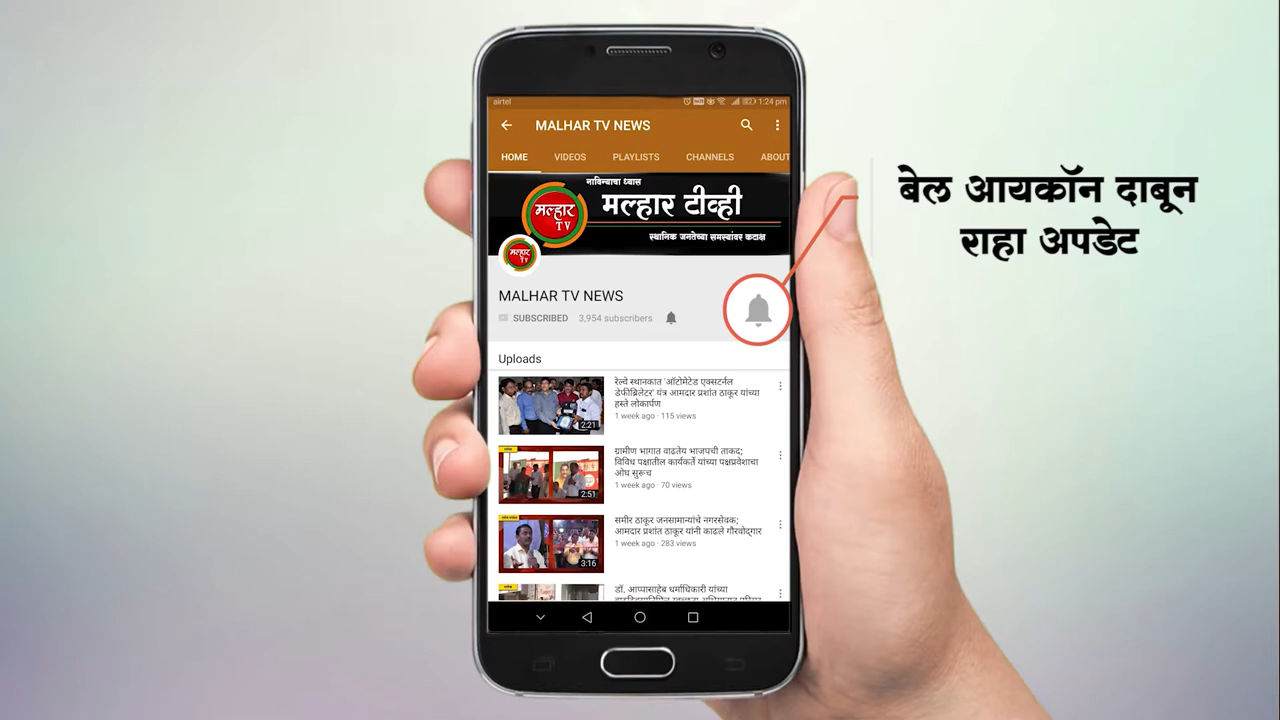 airtel 1:24 pm
MALHAR TV NEWS
HOME VIDEOS PLAYLISTS CHANNELS ABOUT
नाविन्याचा ध्यास
मल्हार टीव्ही
स्थानिक जनतेच्या समस्यांवर कटाक्ष
मल्हार
TV
मल्हार
TV
MALHAR TV NEWS
SUBSCRIBED 3,954 subscribers
बेल आयकॉन दाबून
राहा अपडेट
Uploads
रेल्वे स्थानकात 'ऑटोमेटेड एक्सटर्नल
डेफीब्रिलेटर' यंत्र आमदार प्रशांत ठाकूर यांच्या
हस्ते लोकार्पण
1 week ago · 115 views
2:21
ग्रामीण भागात वाढतेय भाजपची ताकद;
विविध पक्षातील कार्यकर्ते यांच्या पक्षप्रवेशाचा
ओघ सुरूच
1 week ago · 70 views
2:51
समीर ठाकूर जनसामान्यांचे नगरसेवक;
आमदार प्रशांत ठाकूर यांनी काढले गौरवोद्गार
1 week ago · 283 views
3:16
डॉ. आप्पासाहेब धर्माधिकारी यांच्या